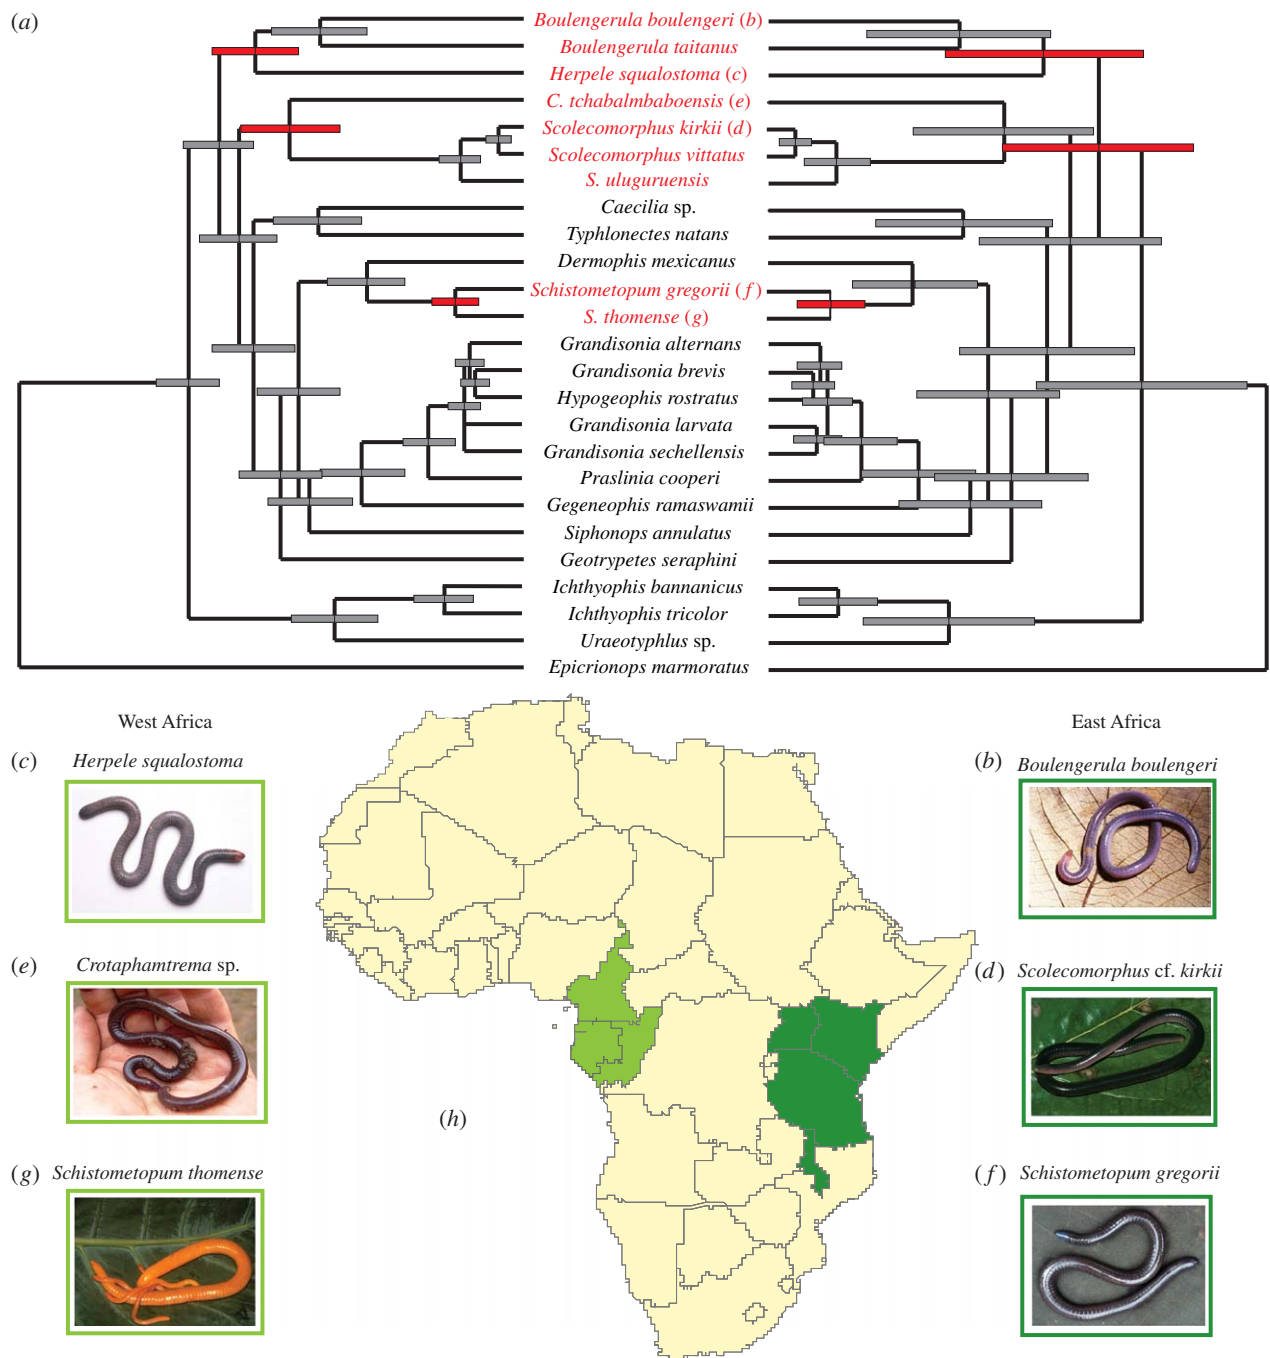 (a)
Boulengerula boulengeri (b)
Boulengerula taitanus
Herpele squalostoma (c)
C. tchabalmbaboensis (e)
Scolecomorphus kirkii (d)
Scolecomorphus vittatus
S. uluguruensis
Caecilia sp.
Typhlonectes natans
Dermophis mexicanus
Schistometopum gregorii (f)
S. thomense (g)
Grandisonia alternans
Grandisonia brevis
Hypogeophis rostratus
Grandisonia larvata
Grandisonia sechellensis
Praslinia cooperi
Gegeneophis ramaswamii
Siphonops annulatus
Geotrypetes seraphini
Ichthyophis bannanicus
Ichthyophis tricolor
Uraeotyphlus sp.
Epicrionops marmoratus
West Africa
East Africa
(c) Herpele squalostoma
(b) Boulengerula boulengeri
(e) Crotaphamtrema sp.
(d) Scolecomorphus cf. kirkii
(h)
(g) Schistometopum thomense
(f) Schistometopum gregorii